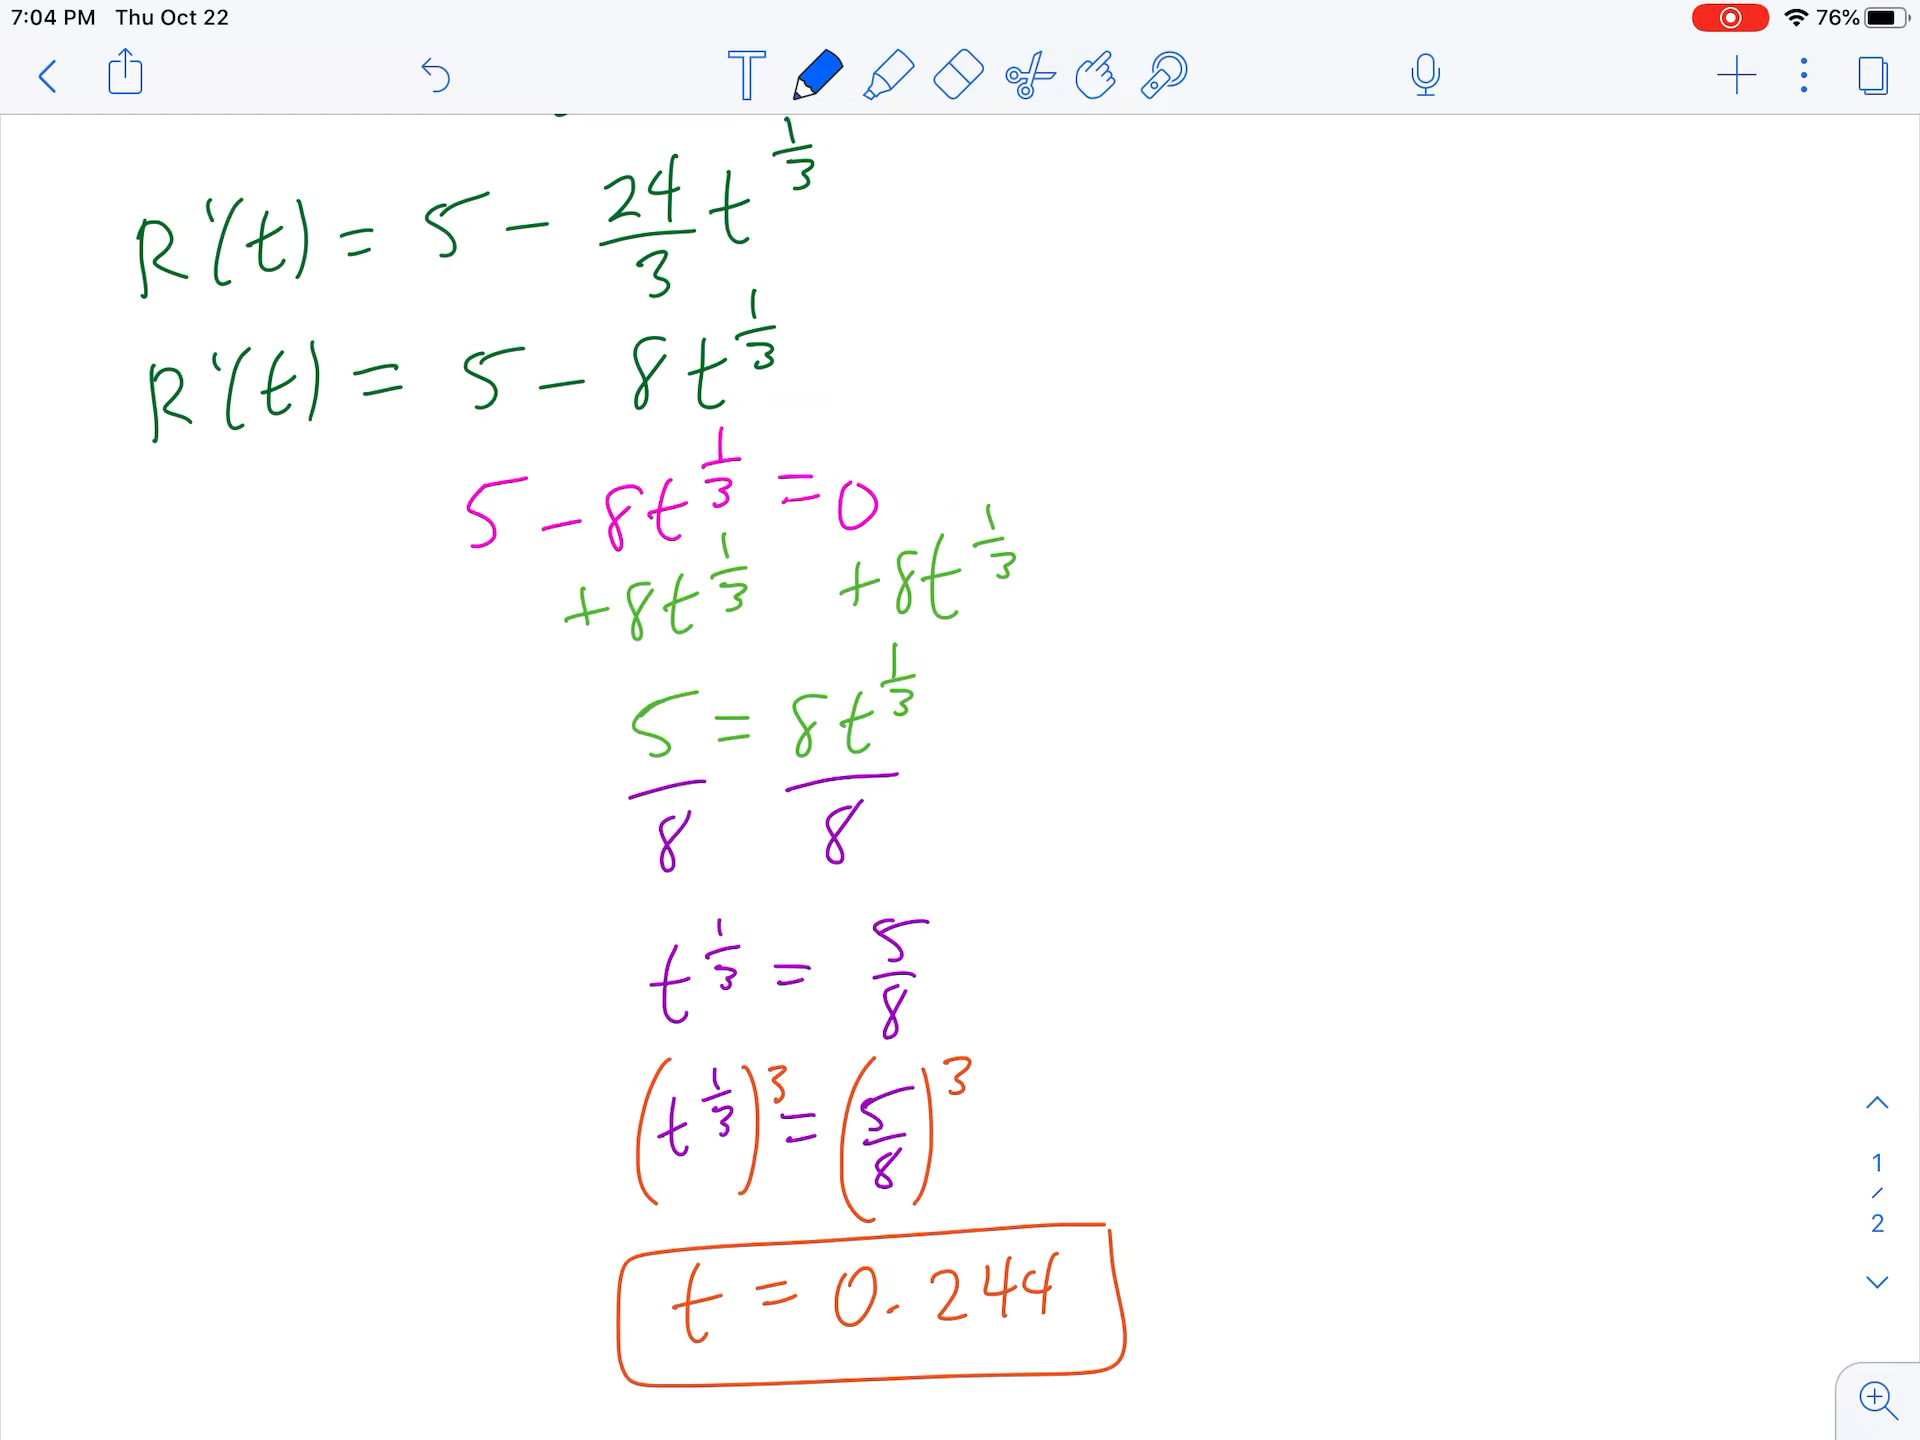 7:04 PM Thu Oct 22 76%
T
R'(t) = 5 - 24/3 t^(1/3)
R'(t) = 5 - 8t^(1/3)
5 - 8t^(1/3) = 0
+8t^(1/3) +8t^(1/3)
5 = 8t^(1/3)
8 8
t^(1/3) = 5/8
(t^(1/3))^3 = (5/8)^3
t = 0.244
1
/
2